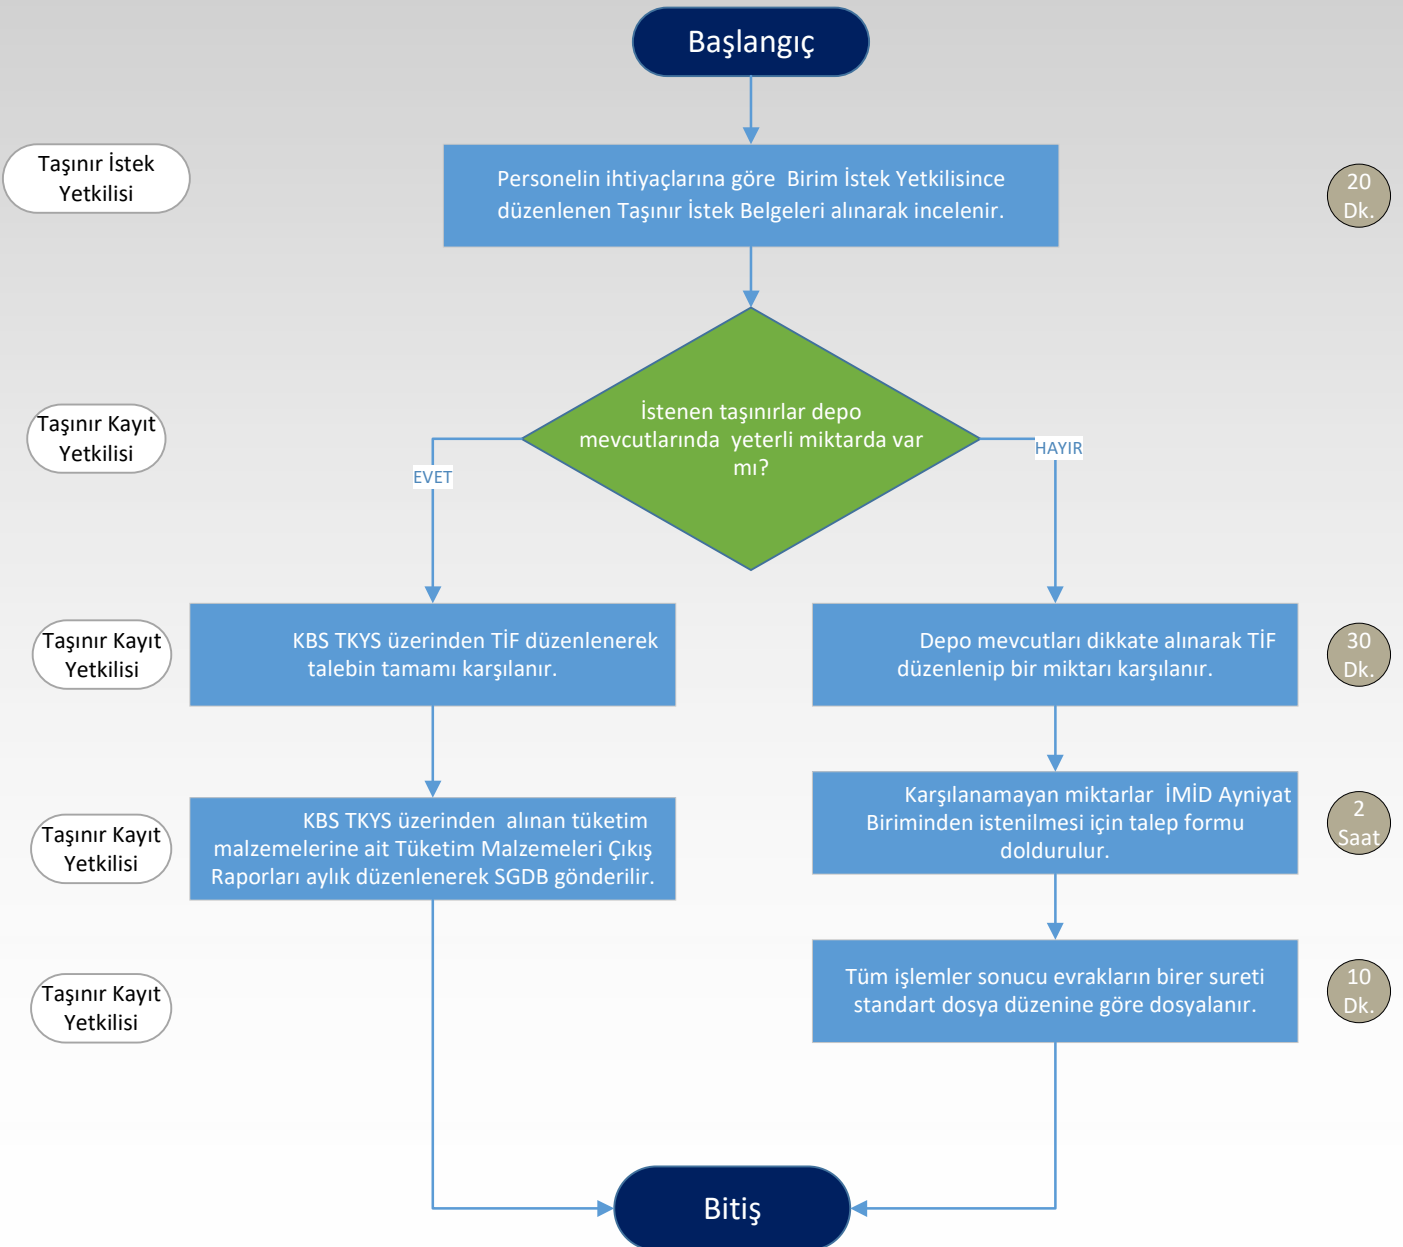 Başlangıç
Taşınır İstek
Yetkilisi
Personelin ihtiyaçlarına göre Birim İstek Yetkilisince
düzenlenen Taşınır İstek Belgeleri alınarak incelenir.
20
Dk.
Taşınır Kayıt
Yetkilisi
İstenen taşınırlar depo
mevcutlarında yeterli miktarda var
mı?
EVET
HAYIR
Taşınır Kayıt
Yetkilisi
KBS TKYS üzerinden TİF düzenlenerek
talebin tamamı karşılanır.
Depo mevcutları dikkate alınarak TİF
düzenlenip bir miktarı karşılanır.
30
Dk.
Taşınır Kayıt
Yetkilisi
KBS TKYS üzerinden alınan tüketim
malzemelerine ait Tüketim Malzemeleri Çıkış
Raporları aylık düzenlenerek SGDB gönderilir.
Karşılanamayan miktarlar İMİD Ayniyat
Biriminden istenilmesi için talep formu
doldurulur.
2
Saat
Taşınır Kayıt
Yetkilisi
Tüm işlemler sonucu evrakların birer sureti
standart dosya düzenine göre dosyalanır.
10
Dk.
Bitiş